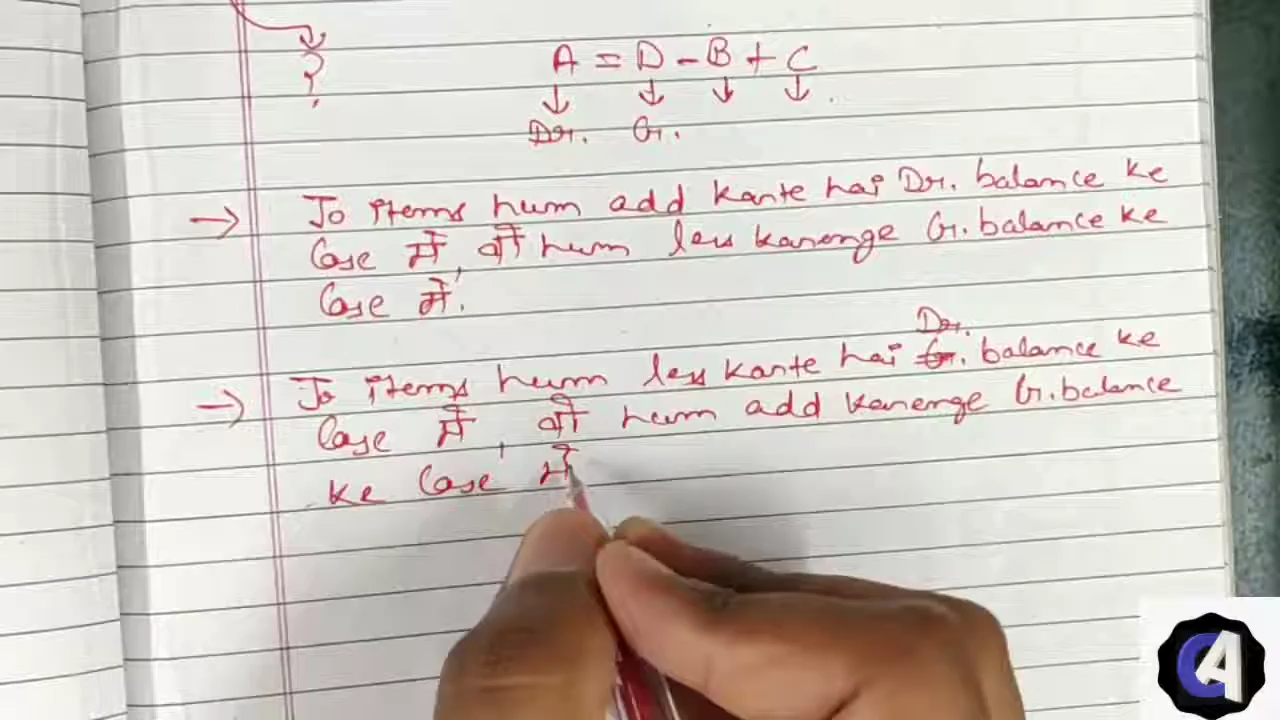 ?
A = D - B + C
↓ ↓ ↓ ↓
Dr. Cr.
→ Jo items hum add karte hai Dr. balance ke
Case में, वो hum less karenge Cr. balance ke
Case में.
Dr.
→ Jo items hum less karte hai Cr. balance ke
Case में, वो hum add karenge Cr. balance
ke Case में
CA